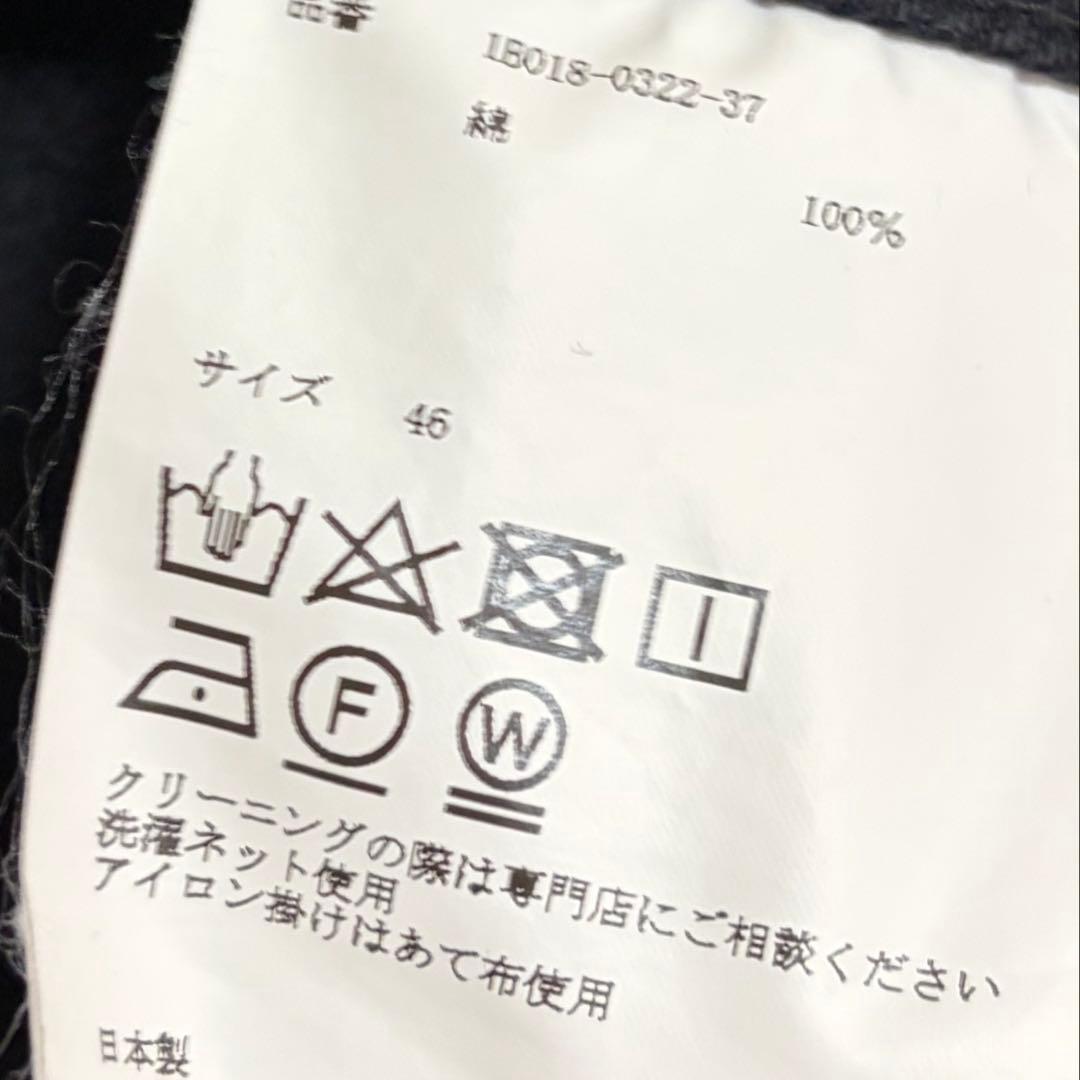 品番 1B018-0322-37
綿 100%
サイズ 46
F W
クリーニングの際は専門店にご相談ください
洗濯ネット使用
アイロン掛けはあて布使用
日本製